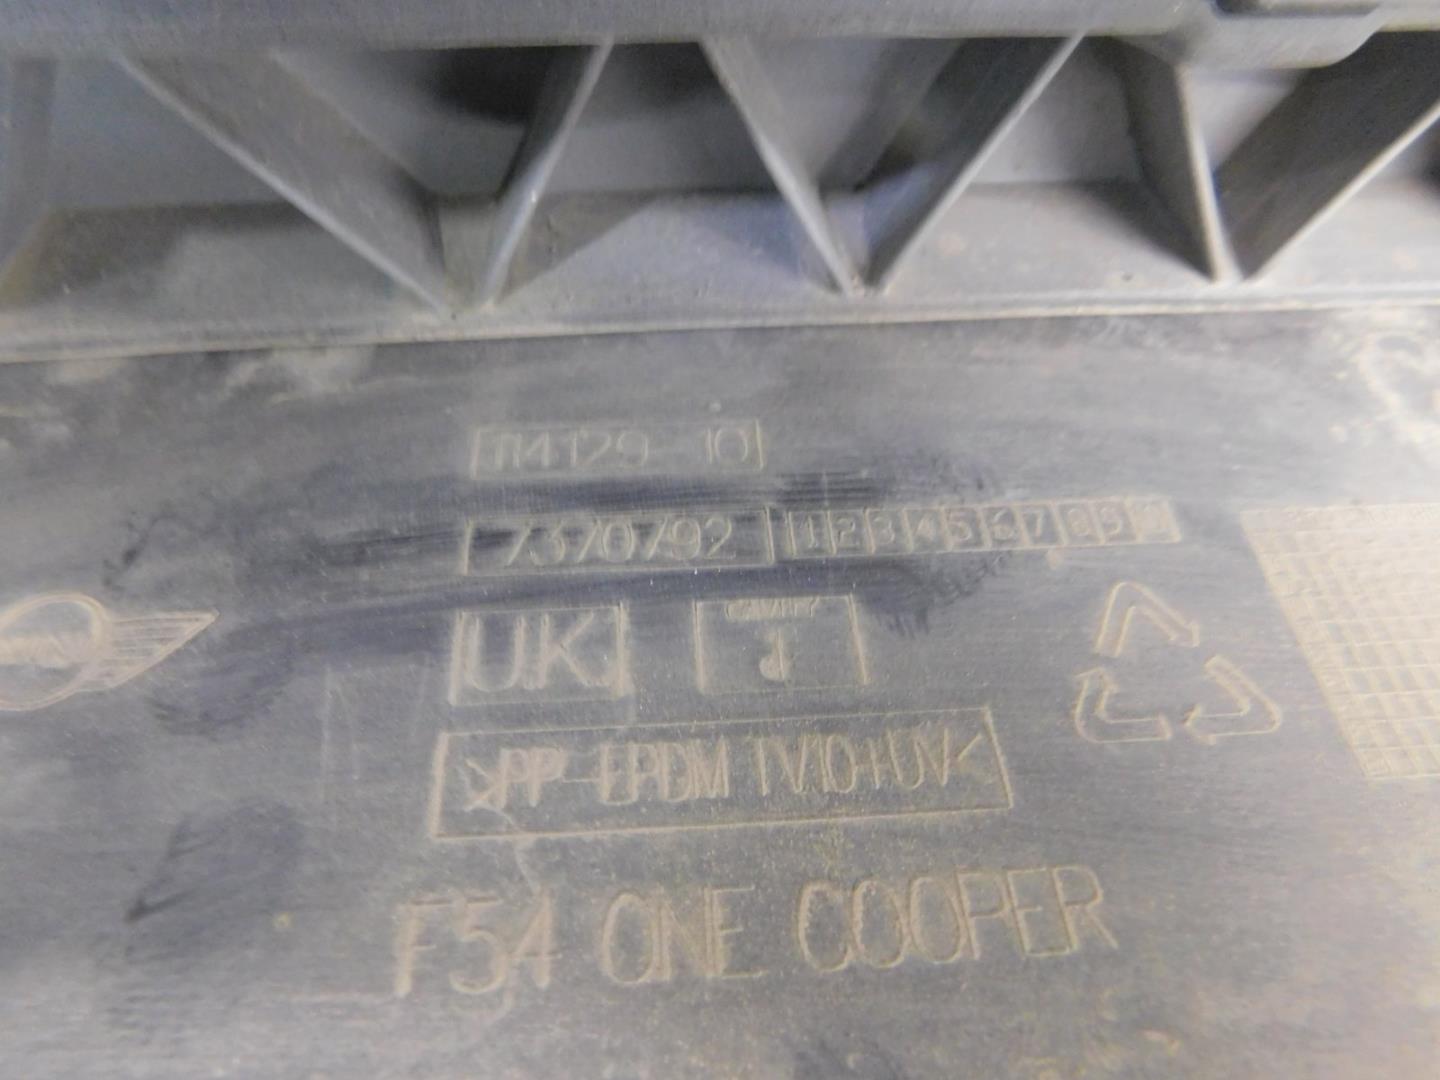 114129-10
7370792 1 2 3 4 5 6 7 8 9
UK
CAVITY
>PP-EPDM TV10+UV<
F54 ONE COOPER